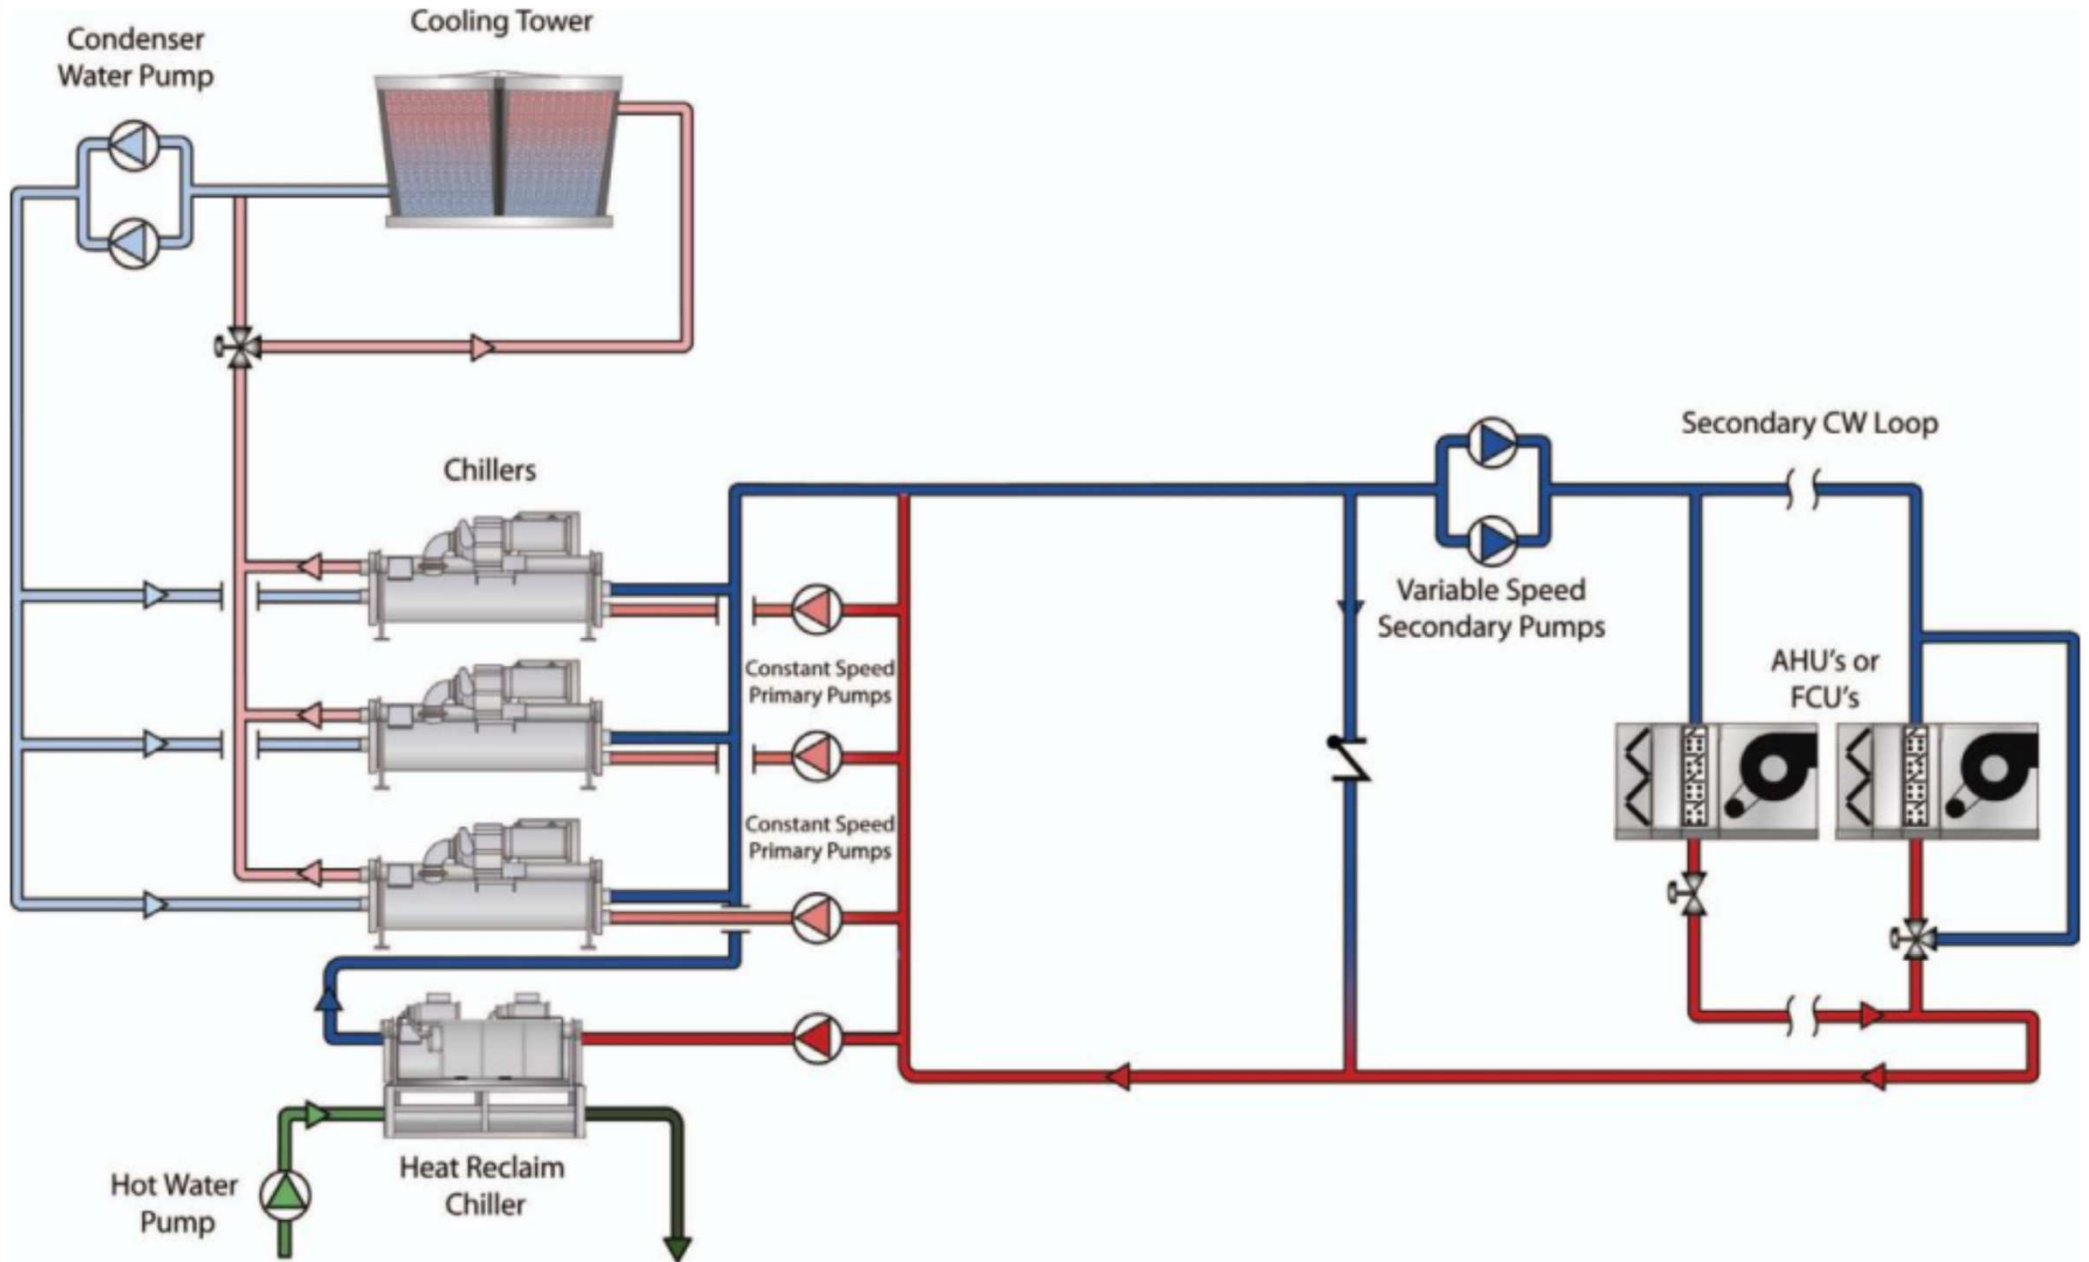 Cooling Tower
Condenser
Water Pump
Secondary CW Loop
Chillers
Variable Speed
Secondary Pumps
AHU's or
FCU's
Constant Speed
Primary Pumps
Constant Speed
Primary Pumps
Heat Reclaim
Chiller
Hot Water
Pump